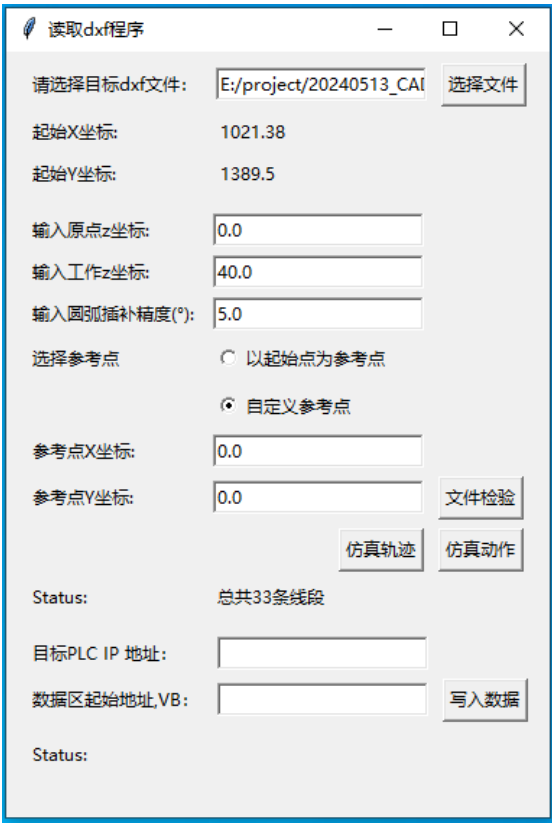 读取dxf程序
请选择目标dxf文件: E:/project/20240513_CAD 选择文件
起始X坐标: 1021.38
起始Y坐标: 1389.5
输入原点z坐标: 0.0
输入工作z坐标: 40.0
输入圆弧插补精度(°): 5.0
选择参考点 以起始点为参考点
自定义参考点
参考点X坐标: 0.0
参考点Y坐标: 0.0 文件检验
仿真轨迹 仿真动作
Status: 总共33条线段
目标PLC IP 地址:
数据区起始地址,VB: 写入数据
Status: